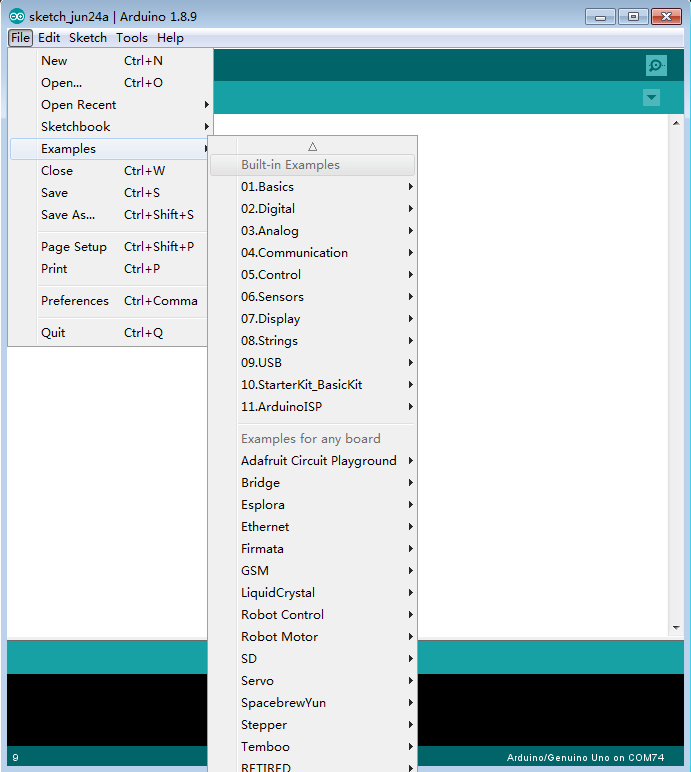 sketch_jun24a | Arduino 1.8.9
File Edit Sketch Tools Help
New Ctrl+N
Open... Ctrl+O
Open Recent
Sketchbook
Examples
Close Ctrl+W
Save Ctrl+S
Save As... Ctrl+Shift+S
Page Setup Ctrl+Shift+P
Print Ctrl+P
Preferences Ctrl+Comma
Quit Ctrl+Q
Built-in Examples
01.Basics
02.Digital
03.Analog
04.Communication
05.Control
06.Sensors
07.Display
08.Strings
09.USB
10.StarterKit_BasicKit
11.ArduinoISP
Examples for any board
Adafruit Circuit Playground
Bridge
Esplora
Ethernet
Firmata
GSM
LiquidCrystal
Robot Control
Robot Motor
SD
Servo
SpacebrewYun
Stepper
Temboo
RETIRED
9
Arduino/Genuino Uno on COM74